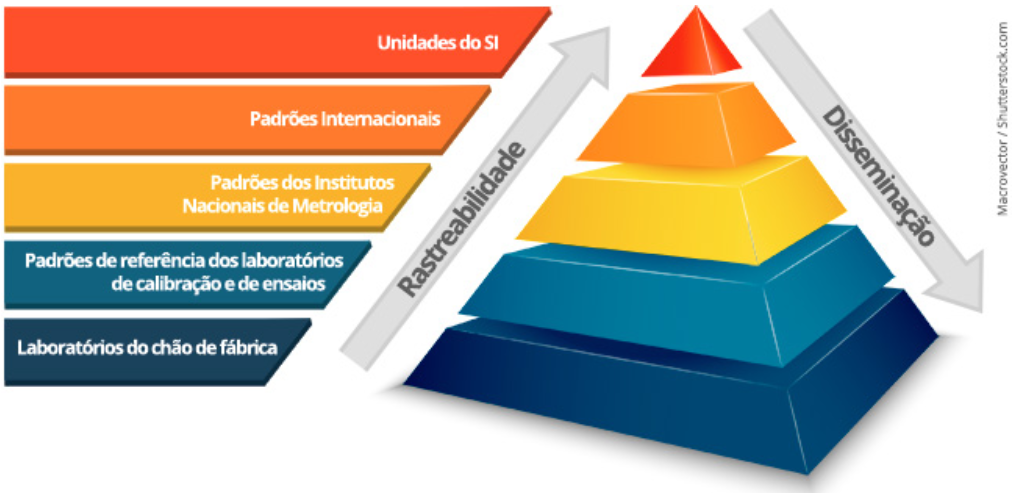 Unidades do SI
Padrões Internacionais
Padrões dos Institutos
Nacionais de Metrologia
Padrões de referência dos laboratórios
de calibração e de ensaios
Laboratórios do chão de fábrica
Rastreabilidade
Disseminação
Macrovector / Shutterstock.com